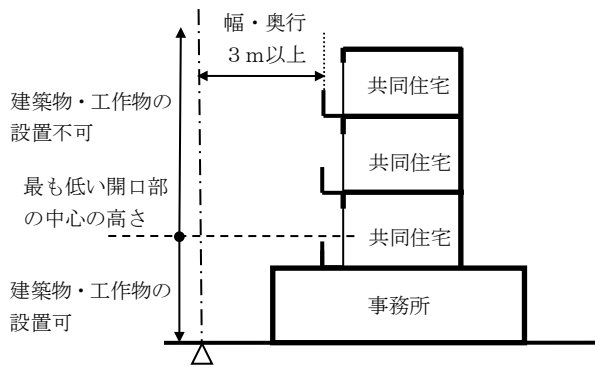 幅・奥行
３ｍ以上
建築物・工作物の
設置不可
共同住宅
共同住宅
最も低い開口部
の中心の高さ
共同住宅
建築物・工作物の
設置可
事務所